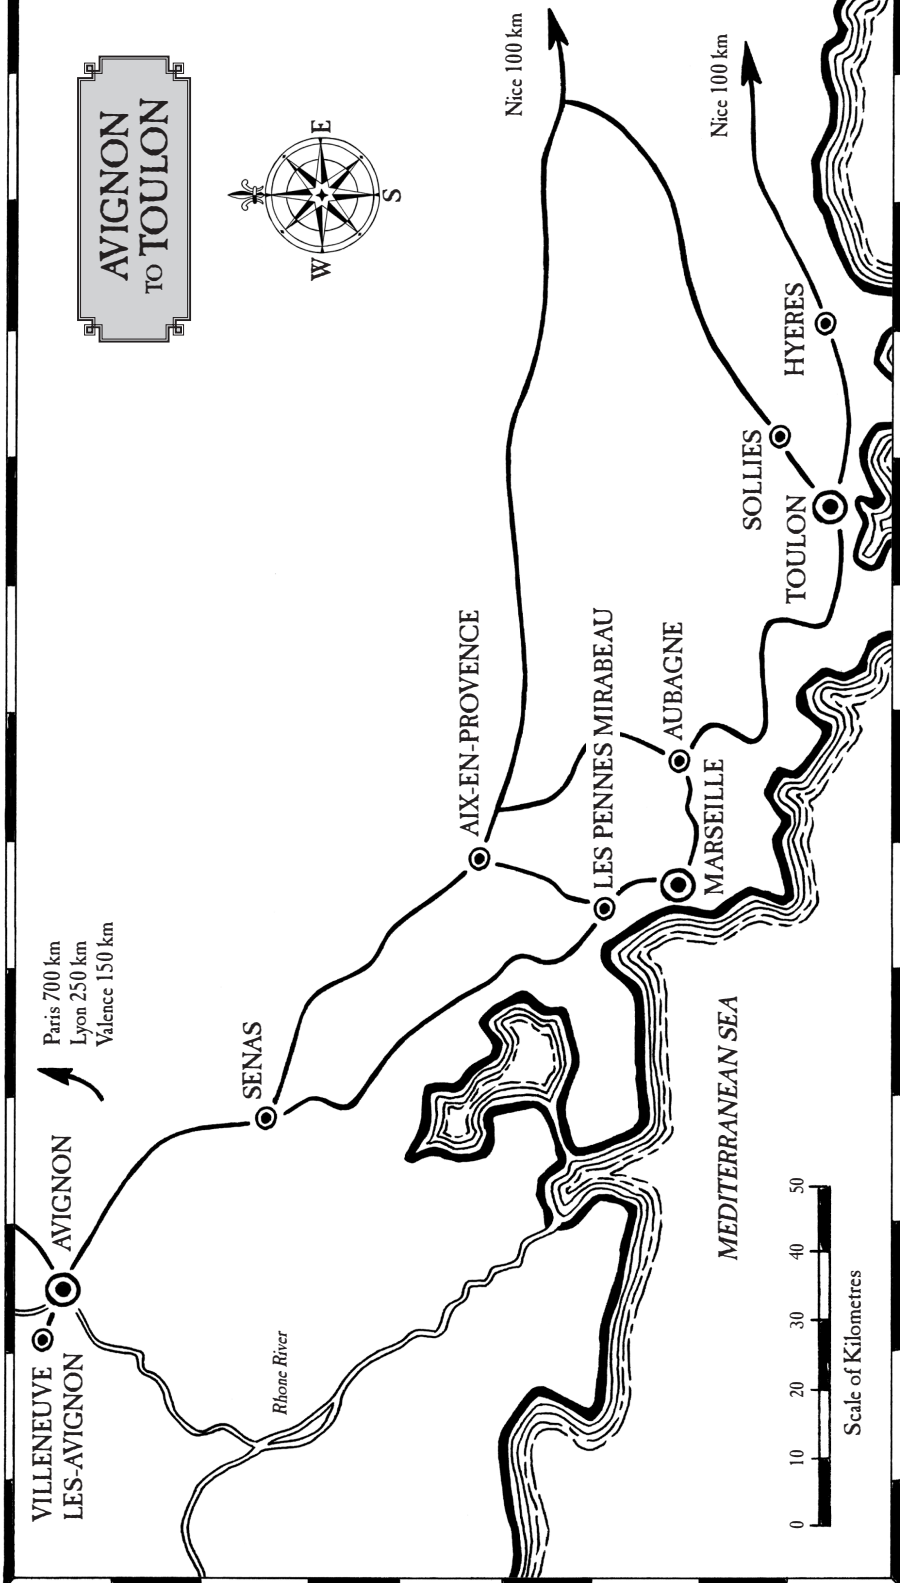 AVIGNON
TO TOULON
E
S
W
Nice 100 km
Nice 100 km
Paris 700 km
Lyon 250 km
Valence 150 km
VILLENEUVE
LES-AVIGNON
AVIGNON
SENAS
AIX-EN-PROVENCE
LES PENNES MIRABEAU
AUBAGNE
MARSEILLE
SOLLIES
TOULON
HYERES
Rhone River
MEDITERRANEAN SEA
0 10 20 30 40 50
Scale of Kilometres